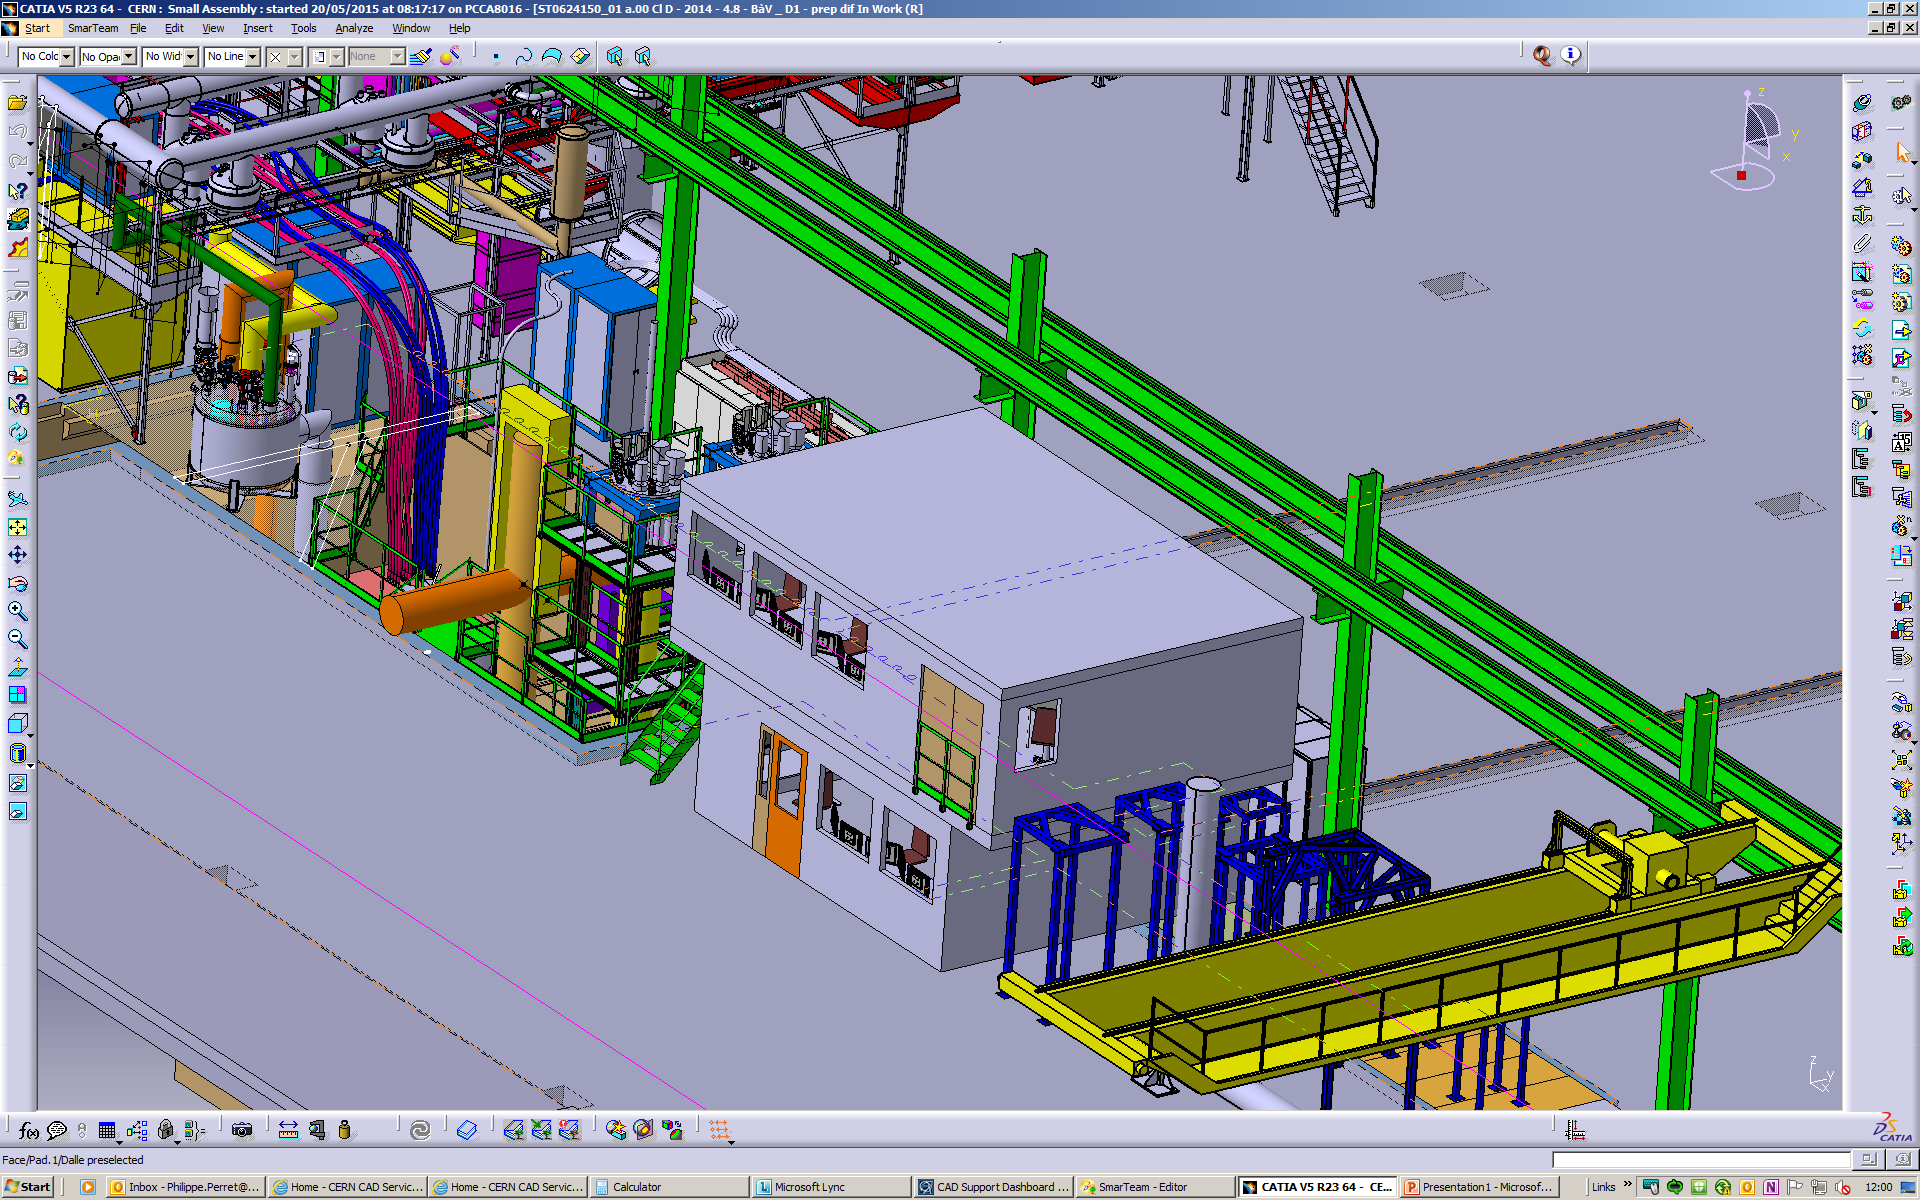 CATIA V5 R23 64 - CERN : Small Assembly : started 20/05/2015 at 08:17:17 on PCCA8016 - [ST0624150_01 a.00 Cl D - 2014 - 4.8 - BàV _ D1 - prep dif In Work (R]
Start SmarTeam File Edit View Insert Tools Analyze Window Help
No Colo No Opac No Widt No Line None
z
y
x
z
y
x
f(x)
CATIA
Face/Pad.1/Dalle preselected
Start Inbox - Philippe.Perret@... Home - CERN CAD Servic... Home - CERN CAD Servic... Calculator Microsoft Lync CAD Support Dashboard ... SmarTeam - Editor CATIA V5 R23 64 - CE... Presentation1 - Microsof... Links » 12:00